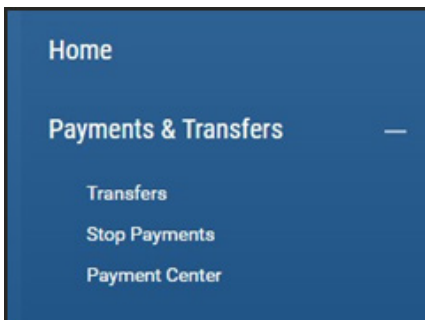 Home
Payments & Transfers
Transfers
Stop Payments
Payment Center